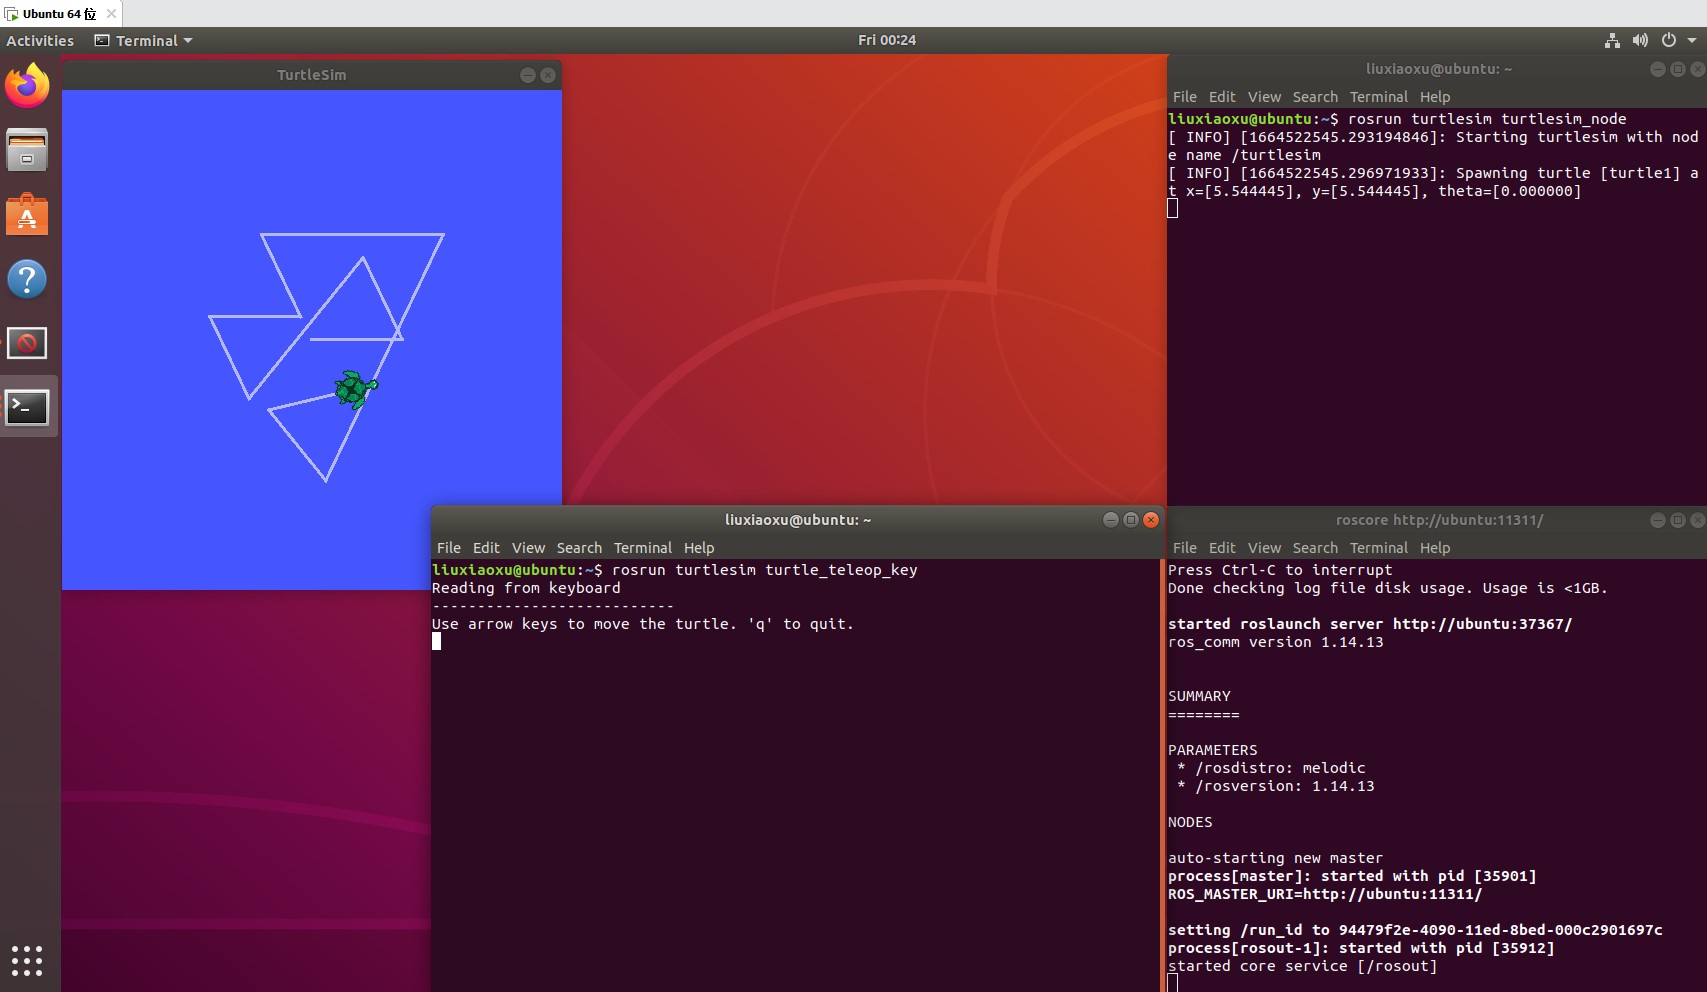 Ubuntu 64 位
Activities
Terminal
Fri 00:24
TurtleSim
liuxiaoxu@ubuntu: ~
File Edit View Search Terminal Help
liuxiaoxu@ubuntu:~$ rosrun turtlesim turtlesim_node
[ INFO] [1664522545.293194846]: Starting turtlesim with nod
e name /turtlesim
[ INFO] [1664522545.296971933]: Spawning turtle [turtle1] a
t x=[5.544445], y=[5.544445], theta=[0.000000]
liuxiaoxu@ubuntu: ~
File Edit View Search Terminal Help
liuxiaoxu@ubuntu:~$ rosrun turtlesim turtle_teleop_key
Reading from keyboard
---------------------------
Use arrow keys to move the turtle. 'q' to quit.
roscore http://ubuntu:11311/
File Edit View Search Terminal Help
Press Ctrl-C to interrupt
Done checking log file disk usage. Usage is <1GB.
started roslaunch server http://ubuntu:37367/
ros_comm version 1.14.13
SUMMARY
========
PARAMETERS
* /rosdistro: melodic
* /rosversion: 1.14.13
NODES
auto-starting new master
process[master]: started with pid [35901]
ROS_MASTER_URI=http://ubuntu:11311/
setting /run_id to 94479f2e-4090-11ed-8bed-000c2901697c
process[rosout-1]: started with pid [35912]
started core service [/rosout]